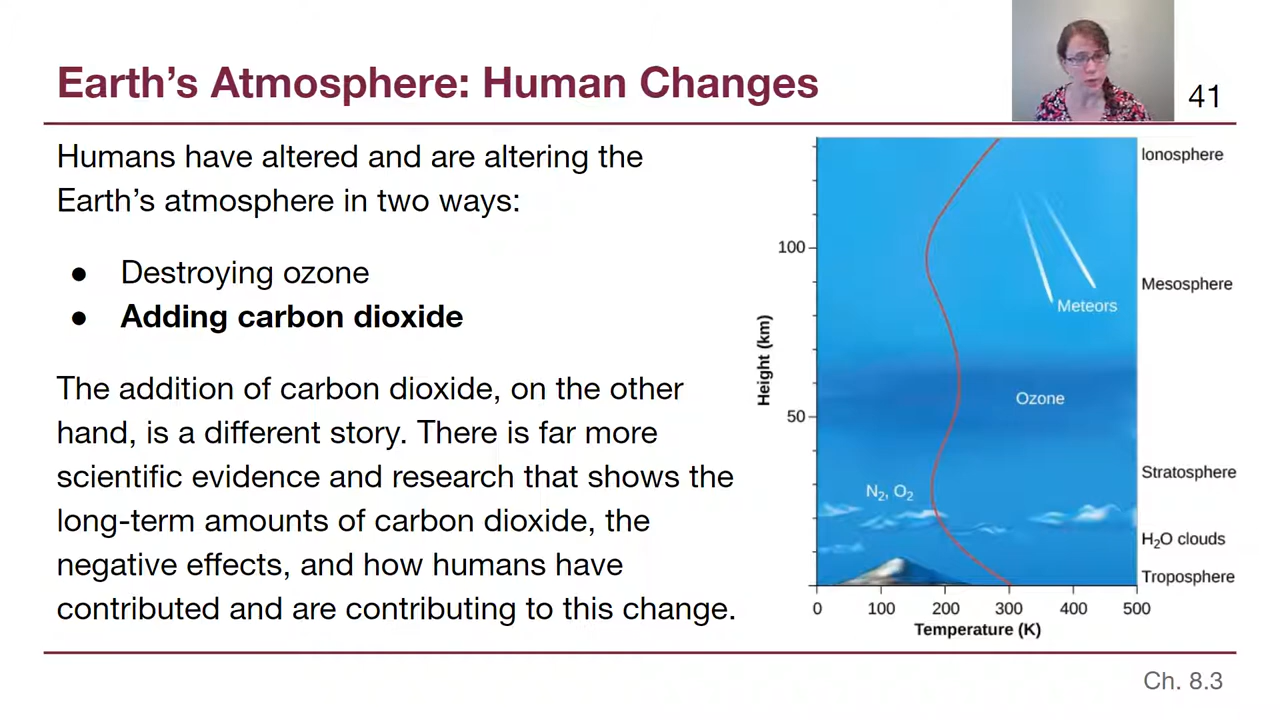 Earth’s Atmosphere: Human Changes
41
Humans have altered and are altering the
Earth’s atmosphere in two ways:
● Destroying ozone
● Adding carbon dioxide
The addition of carbon dioxide, on the other
hand, is a different story. There is far more
scientific evidence and research that shows the
long-term amounts of carbon dioxide, the
negative effects, and how humans have
contributed and are contributing to this change.
Height (km)
100
50
Ionosphere
Meteors
Mesosphere
Ozone
Stratosphere
N₂, O₂
H₂O clouds
Troposphere
0 100 200 300 400 500
Temperature (K)
Ch. 8.3